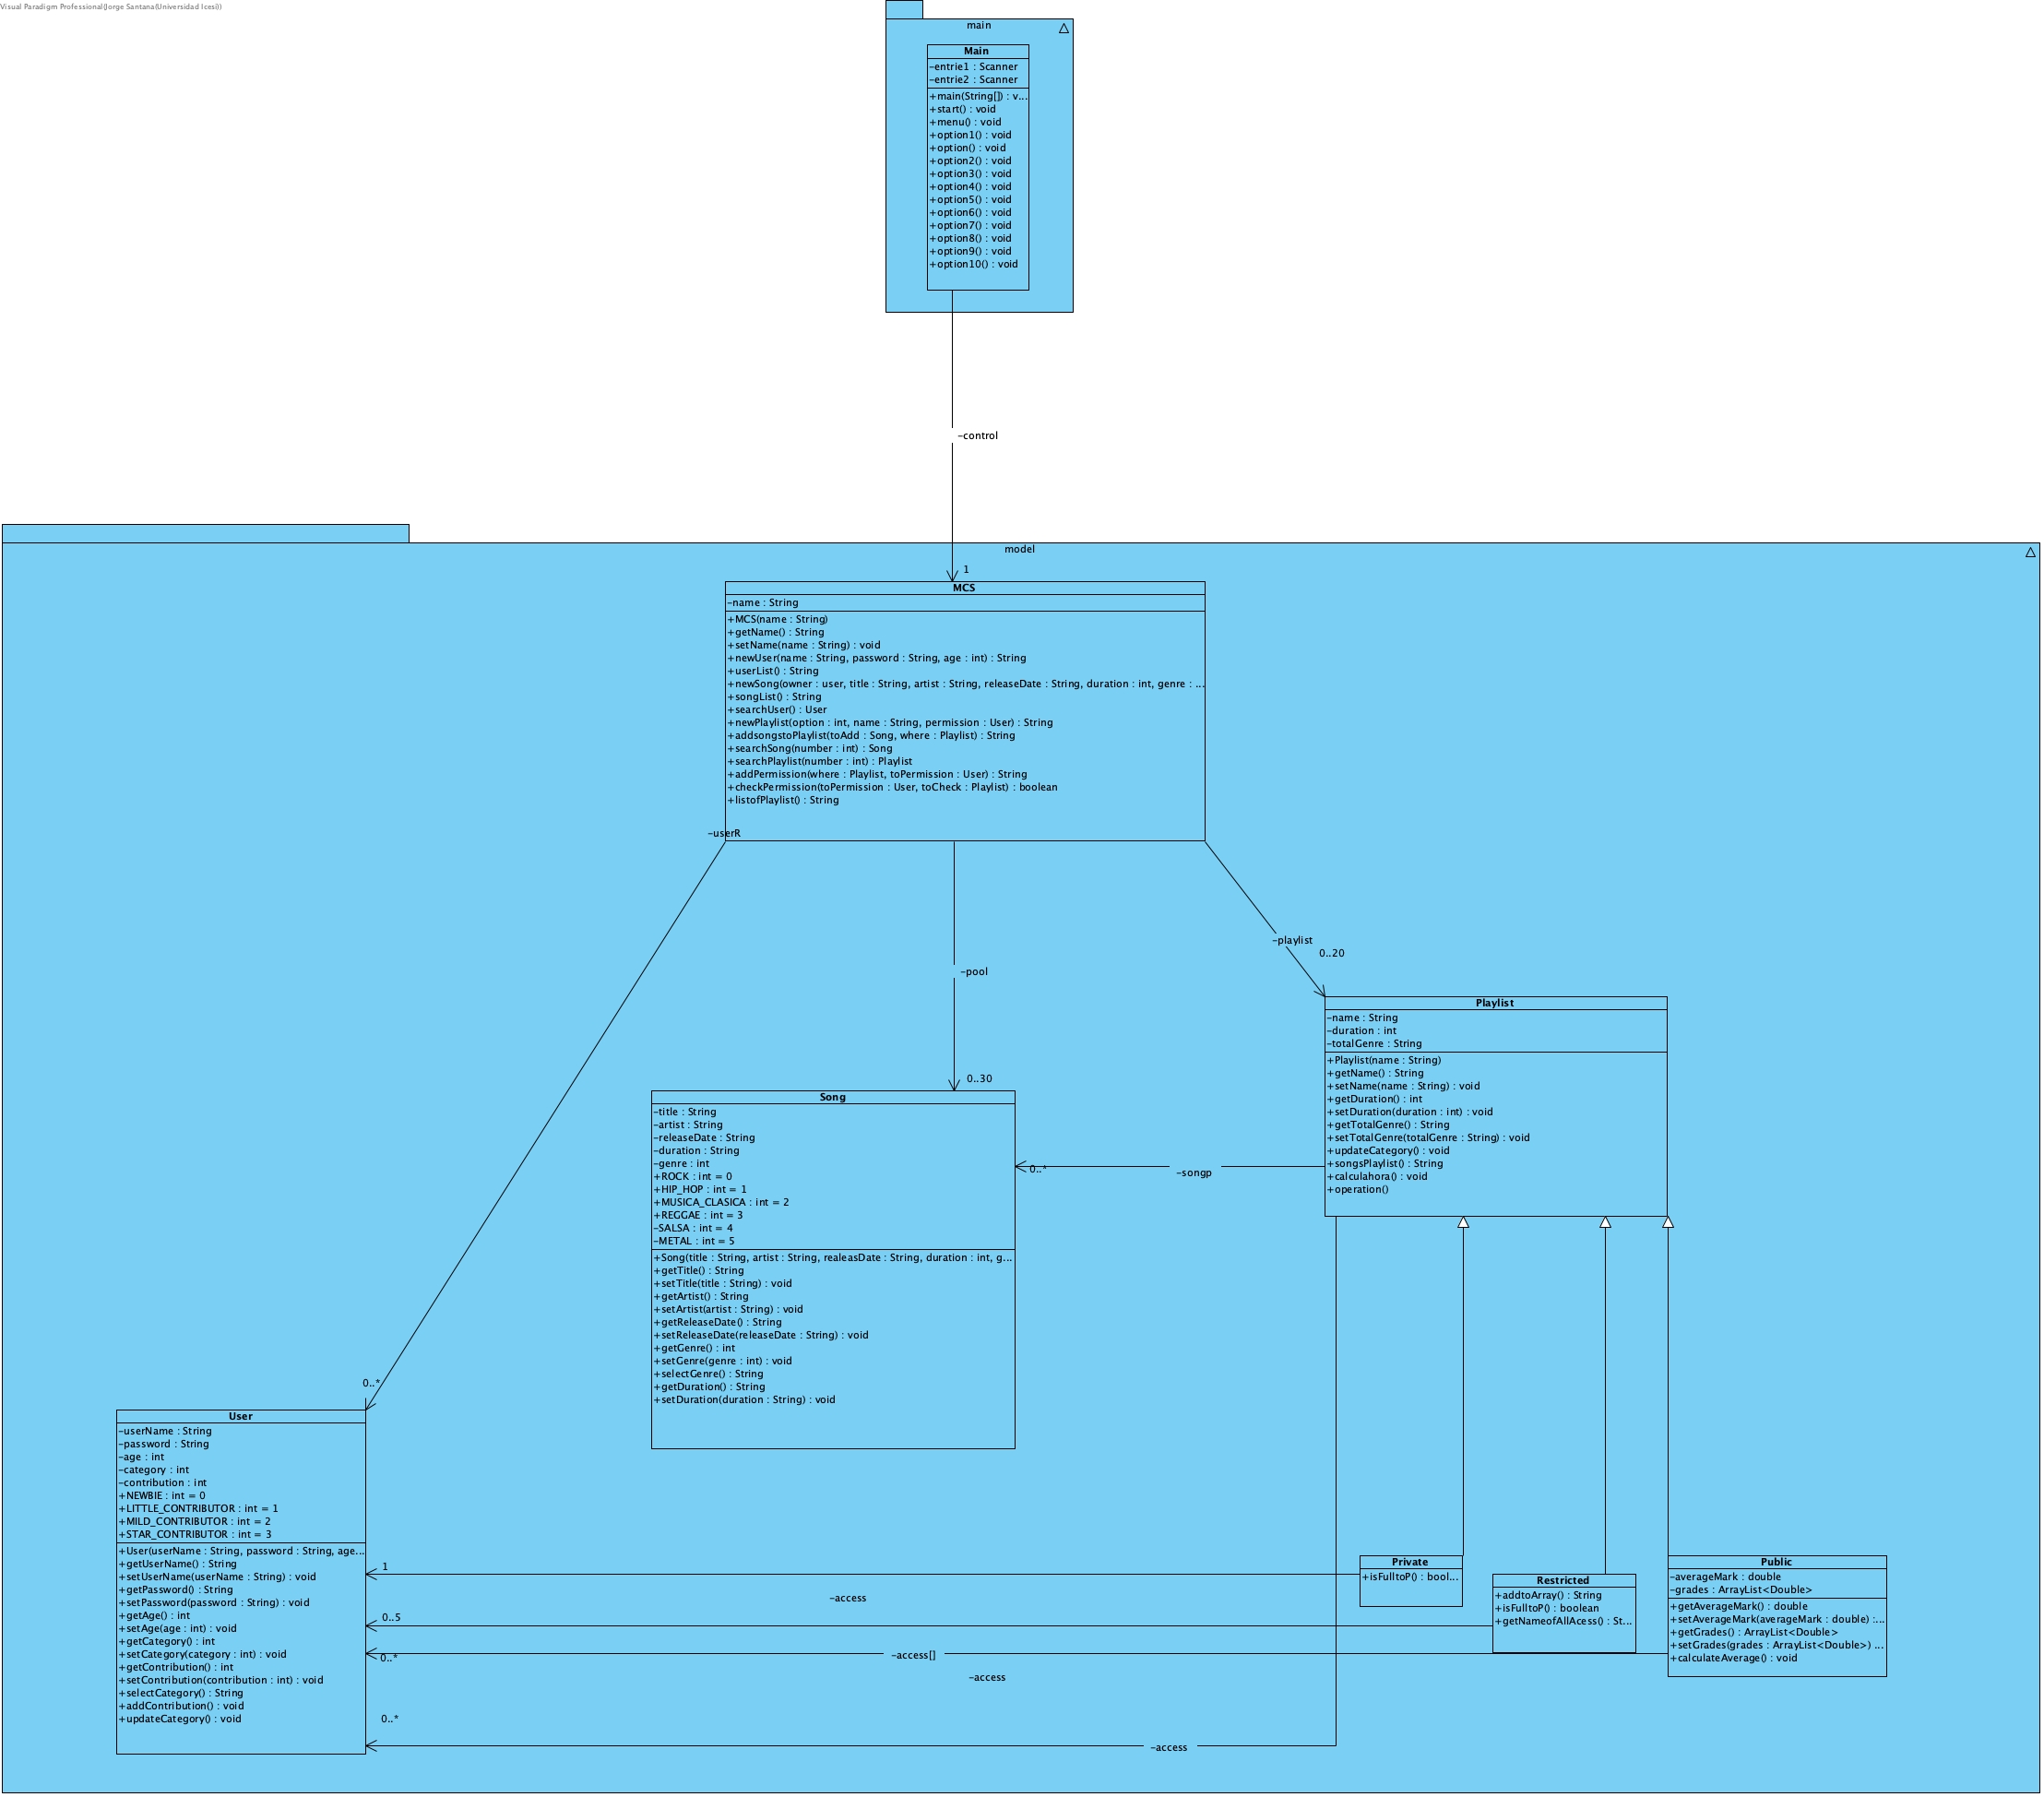 Visual Paradigm Professional(Jorge Santana(Universidad Icesi))
main
Main
-entrie1 : Scanner
-entrie2 : Scanner
+main(String[]) : v...
+start() : void
+menu() : void
+option1() : void
+option() : void
+option2() : void
+option3() : void
+option4() : void
+option5() : void
+option6() : void
+option7() : void
+option8() : void
+option9() : void
+option10() : void
-control
model
1
MCS
-name : String
+MCS(name : String)
+getName() : String
+setName(name : String) : void
+newUser(name : String, password : String, age : int) : String
+userList() : String
+newSong(owner : user, title : String, artist : String, releaseDate : String, duration : int, genre : ...
+songList() : String
+searchUser() : User
+newPlaylist(option : int, name : String, permission : User) : String
+addsongstoPlaylist(toAdd : Song, where : Playlist) : String
+searchSong(number : int) : Song
+searchPlaylist(number : int) : Playlist
+addPermission(where : Playlist, toPermission : User) : String
+checkPermission(toPermission : User, toCheck : Playlist) : boolean
+listofPlaylist() : String
-userR
-playlist
0..20
-pool
0..30
Playlist
-name : String
-duration : int
-totalGenre : String
+Playlist(name : String)
+getName() : String
+setName(name : String) : void
+getDuration() : int
+setDuration(duration : int) : void
+getTotalGenre() : String
+setTotalGenre(totalGenre : String) : void
+updateCategory() : void
+songsPlaylist() : String
+calculahora() : void
+operation()
Song
-title : String
-artist : String
-releaseDate : String
-duration : String
-genre : int
+ROCK : int = 0
+HIP_HOP : int = 1
+MUSICA_CLASICA : int = 2
+REGGAE : int = 3
-SALSA : int = 4
-METAL : int = 5
+Song(title : String, artist : String, realeasDate : String, duration : int, g...
+getTitle() : String
+setTitle(title : String) : void
+getArtist() : String
+setArtist(artist : String) : void
+getReleaseDate() : String
+setReleaseDate(releaseDate : String) : void
+getGenre() : int
+setGenre(genre : int) : void
+selectGenre() : String
+getDuration() : String
+setDuration(duration : String) : void
0..*
-songp
0..*
User
-userName : String
-password : String
-age : int
-category : int
-contribution : int
+NEWBIE : int = 0
+LITTLE_CONTRIBUTOR : int = 1
+MILD_CONTRIBUTOR : int = 2
+STAR_CONTRIBUTOR : int = 3
+User(userName : String, password : String, age...
+getUserName() : String
+setUserName(userName : String) : void
+getPassword() : String
+setPassword(password : String) : void
+getAge() : int
+setAge(age : int) : void
+getCategory() : int
+setCategory(category : int) : void
+getContribution() : int
+setContribution(contribution : int) : void
+selectCategory() : String
+addContribution() : void
+updateCategory() : void
1
-access
0..5
0..*
-access[]
-access
0..*
-access
Private
+isFulltoP() : bool...
Restricted
+addtoArray() : String
+isFulltoP() : boolean
+getNameofAllAcess() : St...
Public
-averageMark : double
-grades : ArrayList<Double>
+getAverageMark() : double
+setAverageMark(averageMark : double) :...
+getGrades() : ArrayList<Double>
+setGrades(grades : ArrayList<Double>) ...
+calculateAverage() : void